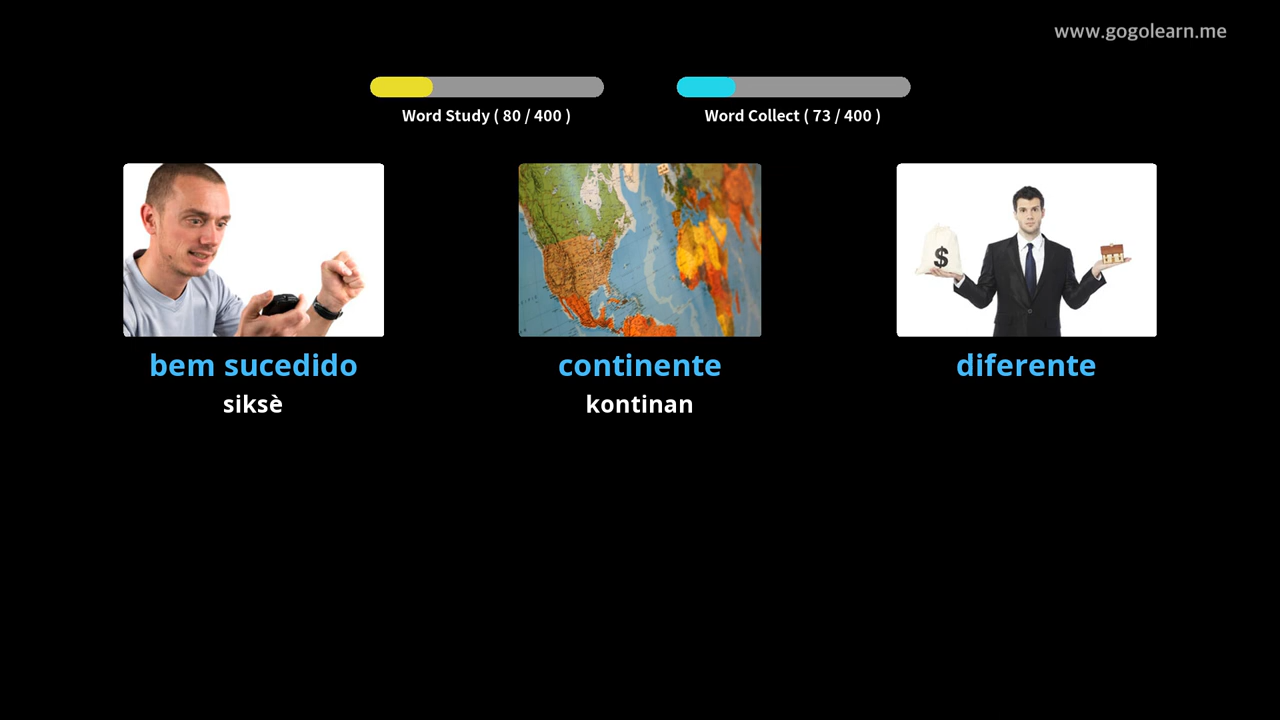 www.gogolearn.me
Word Study ( 80 / 400 )
Word Collect ( 73 / 400 )
$
bem sucedido
siksè
continente
kontinan
diferente